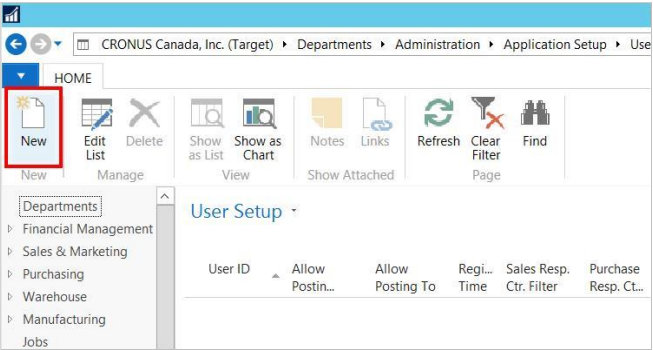 CRONUS Canada, Inc. (Target) ▸ Departments ▸ Administration ▸ Application Setup ▸ Use
HOME
New Edit List Delete Show as List Show as Chart Notes Links Refresh Clear Filter Find
New Manage View Show Attached Page
Departments
User Setup
Financial Management
Sales & Marketing
User ID Allow Postin... Allow Posting To Regi... Time Sales Resp. Ctr. Filter Purchase Resp. Ct...
Purchasing
Warehouse
Manufacturing
Jobs